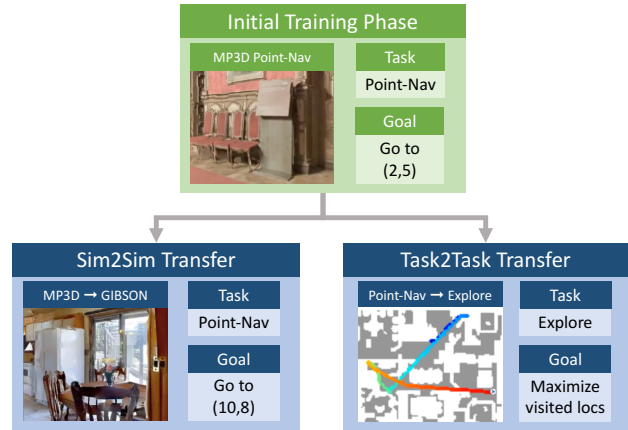 Initial Training Phase
MP3D Point-Nav
Task
Point-Nav
Goal
Go to
(2,5)
Sim2Sim Transfer
MP3D → GIBSON
Task
Point-Nav
Goal
Go to
(10,8)
Task2Task Transfer
Point-Nav → Explore
Task
Explore
Goal
Maximize
visited locs